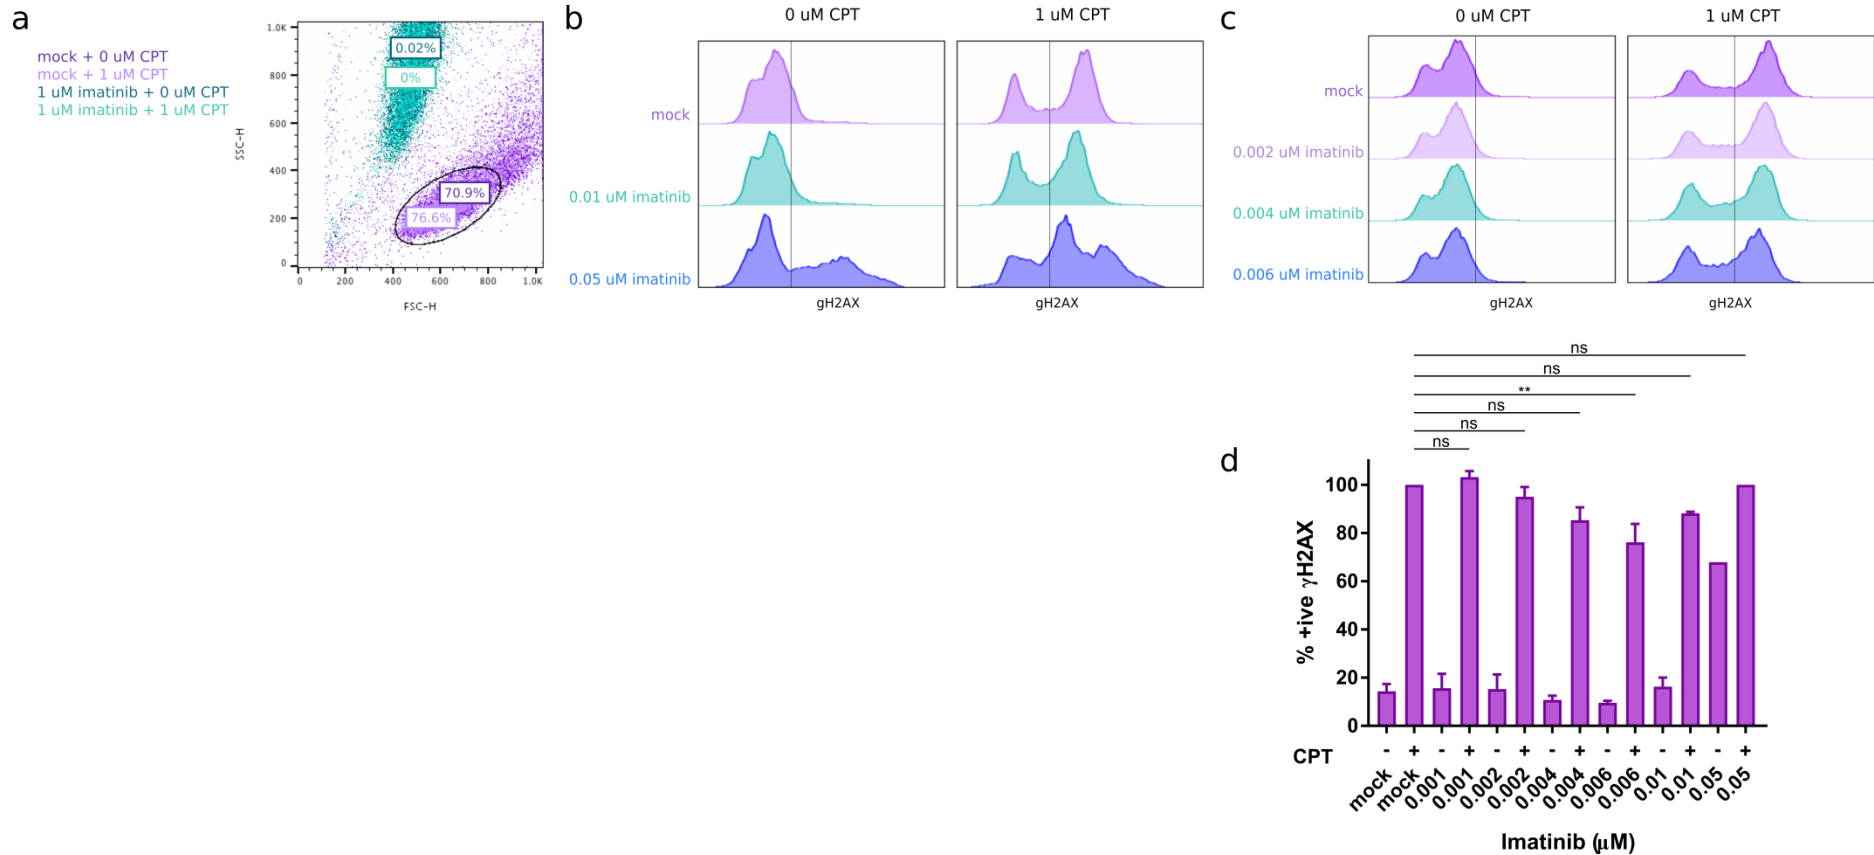 a
mock + 0 uM CPT
mock + 1 uM CPT
1 uM imatinib + 0 uM CPT
1 uM imatinib + 1 uM CPT
1.0K
800
600
400
200
0
SSC-H
0.02%
0%
70.9%
76.6%
0 200 400 600 800 1.0K
FSC-H
b
0 uM CPT 1 uM CPT
mock
0.01 uM imatinib
0.05 uM imatinib
gH2AX gH2AX
c
0 uM CPT 1 uM CPT
mock
0.002 uM imatinib
0.004 uM imatinib
0.006 uM imatinib
gH2AX gH2AX
d
ns
ns
**
ns
ns
ns
% +ive γH2AX
100
80
60
40
20
0
CPT - + - + - + - + - + - + - +
mock mock 0.001 0.001 0.002 0.002 0.004 0.004 0.006 0.006 0.01 0.01 0.05 0.05
Imatinib (μM)